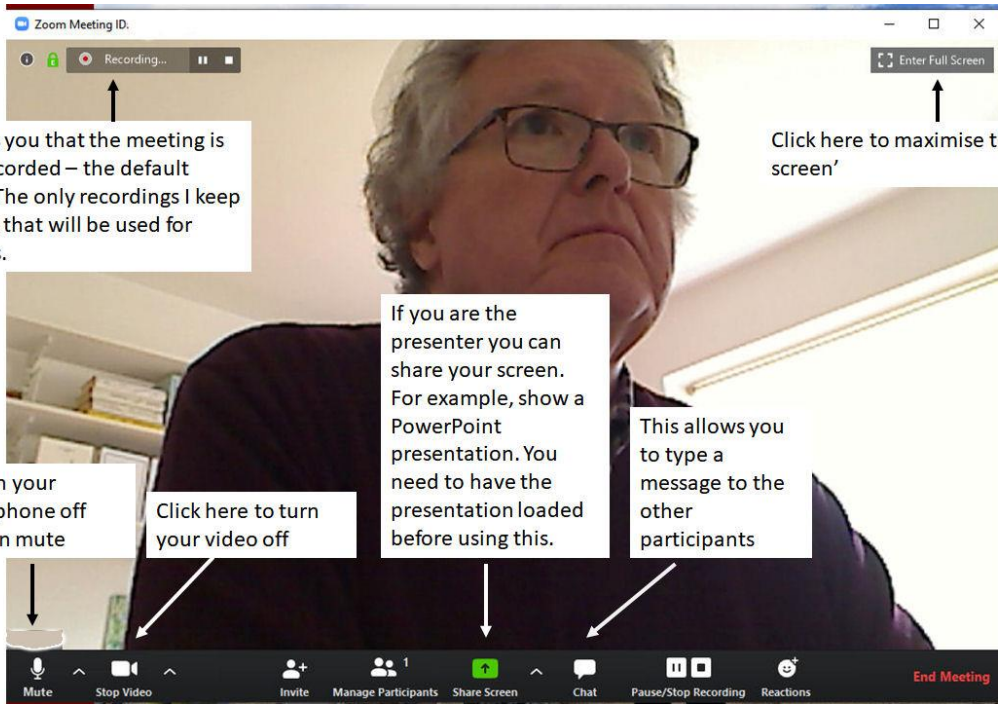 Zoom Meeting ID.
Recording...
Enter Full Screen
you that the meeting is
corded – the default
The only recordings I keep
that will be used for
Click here to maximise t
screen’
If you are the
presenter you can
share your screen.
For example, show a
PowerPoint
presentation. You
need to have the
presentation loaded
before using this.
This allows you
to type a
message to the
other
participants
n your
phone off
n mute
Click here to turn
your video off
Mute
Stop Video
Invite
Manage Participants
1
Share Screen
Chat
Pause/Stop Recording
Reactions
End Meeting